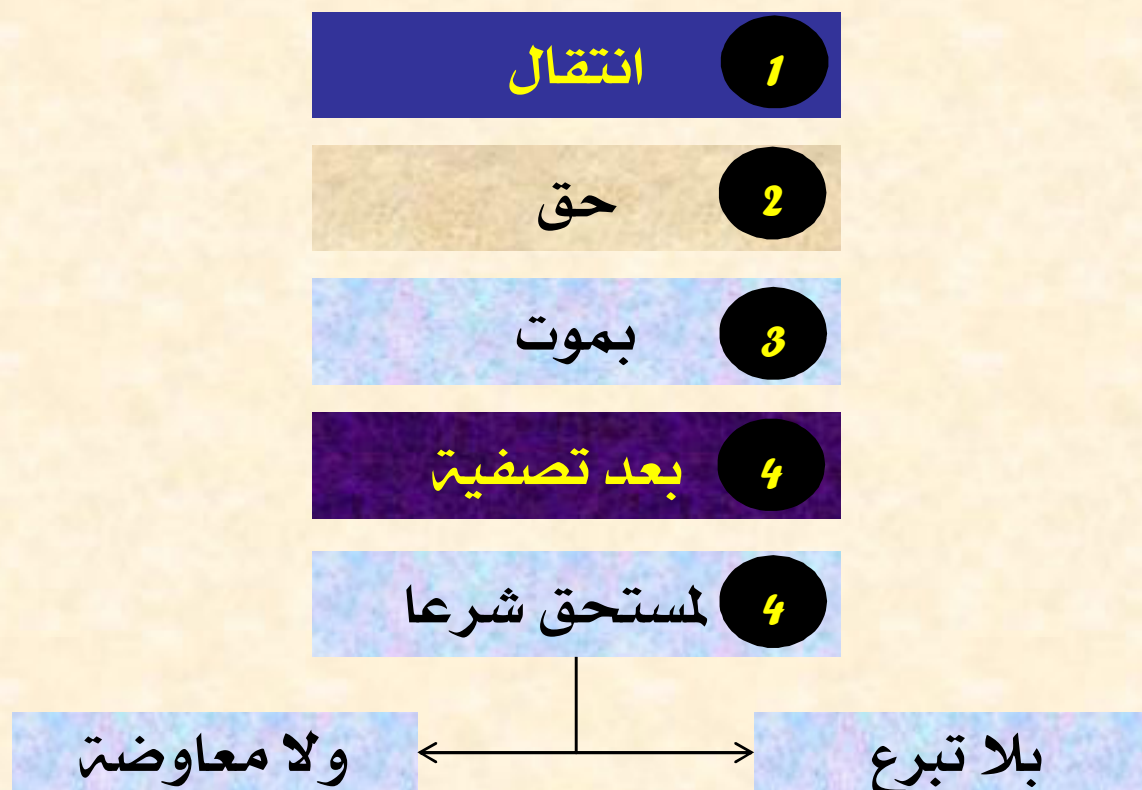 1 انتقال
2 حق
3 بموت
4 بعد تصفية
4 لمستحق شرعا
بلا تبرع
ولا معاوضة